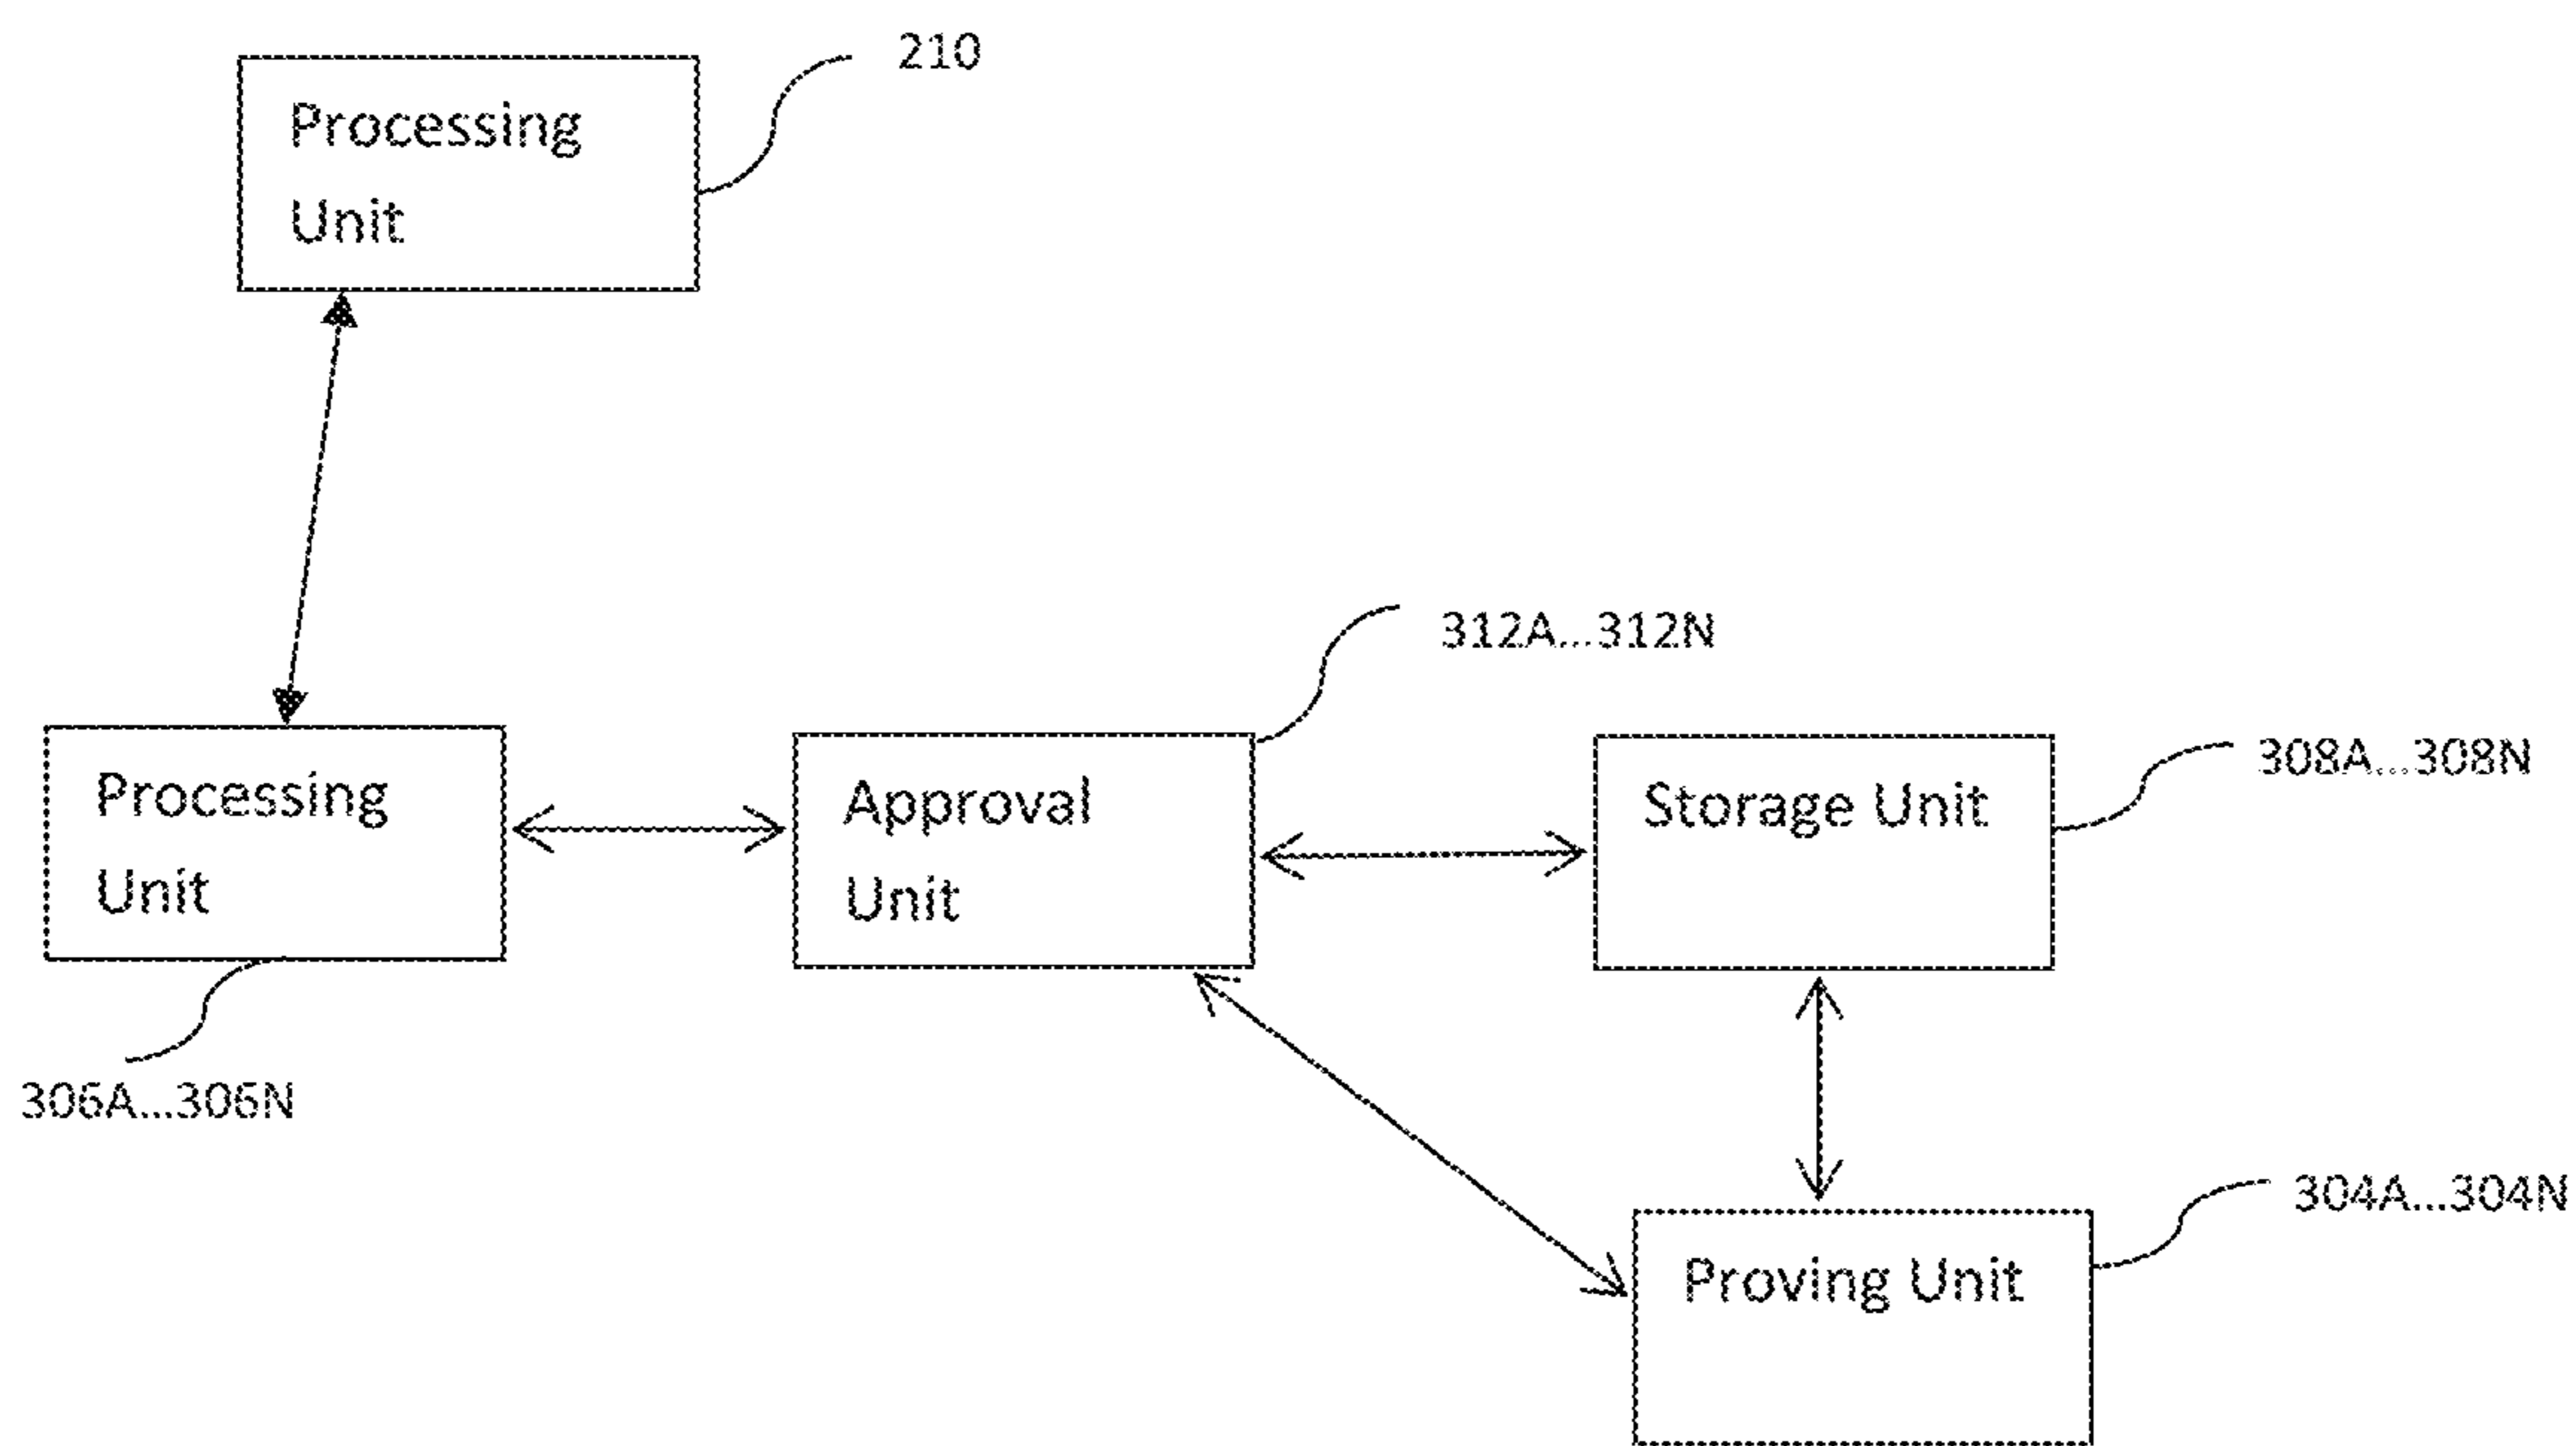 210
Processing
Unit
312A...312N
308A...308N
Processing
Unit
Approval
Unit
Storage Unit
306A...306N
304A...304N
Proving Unit